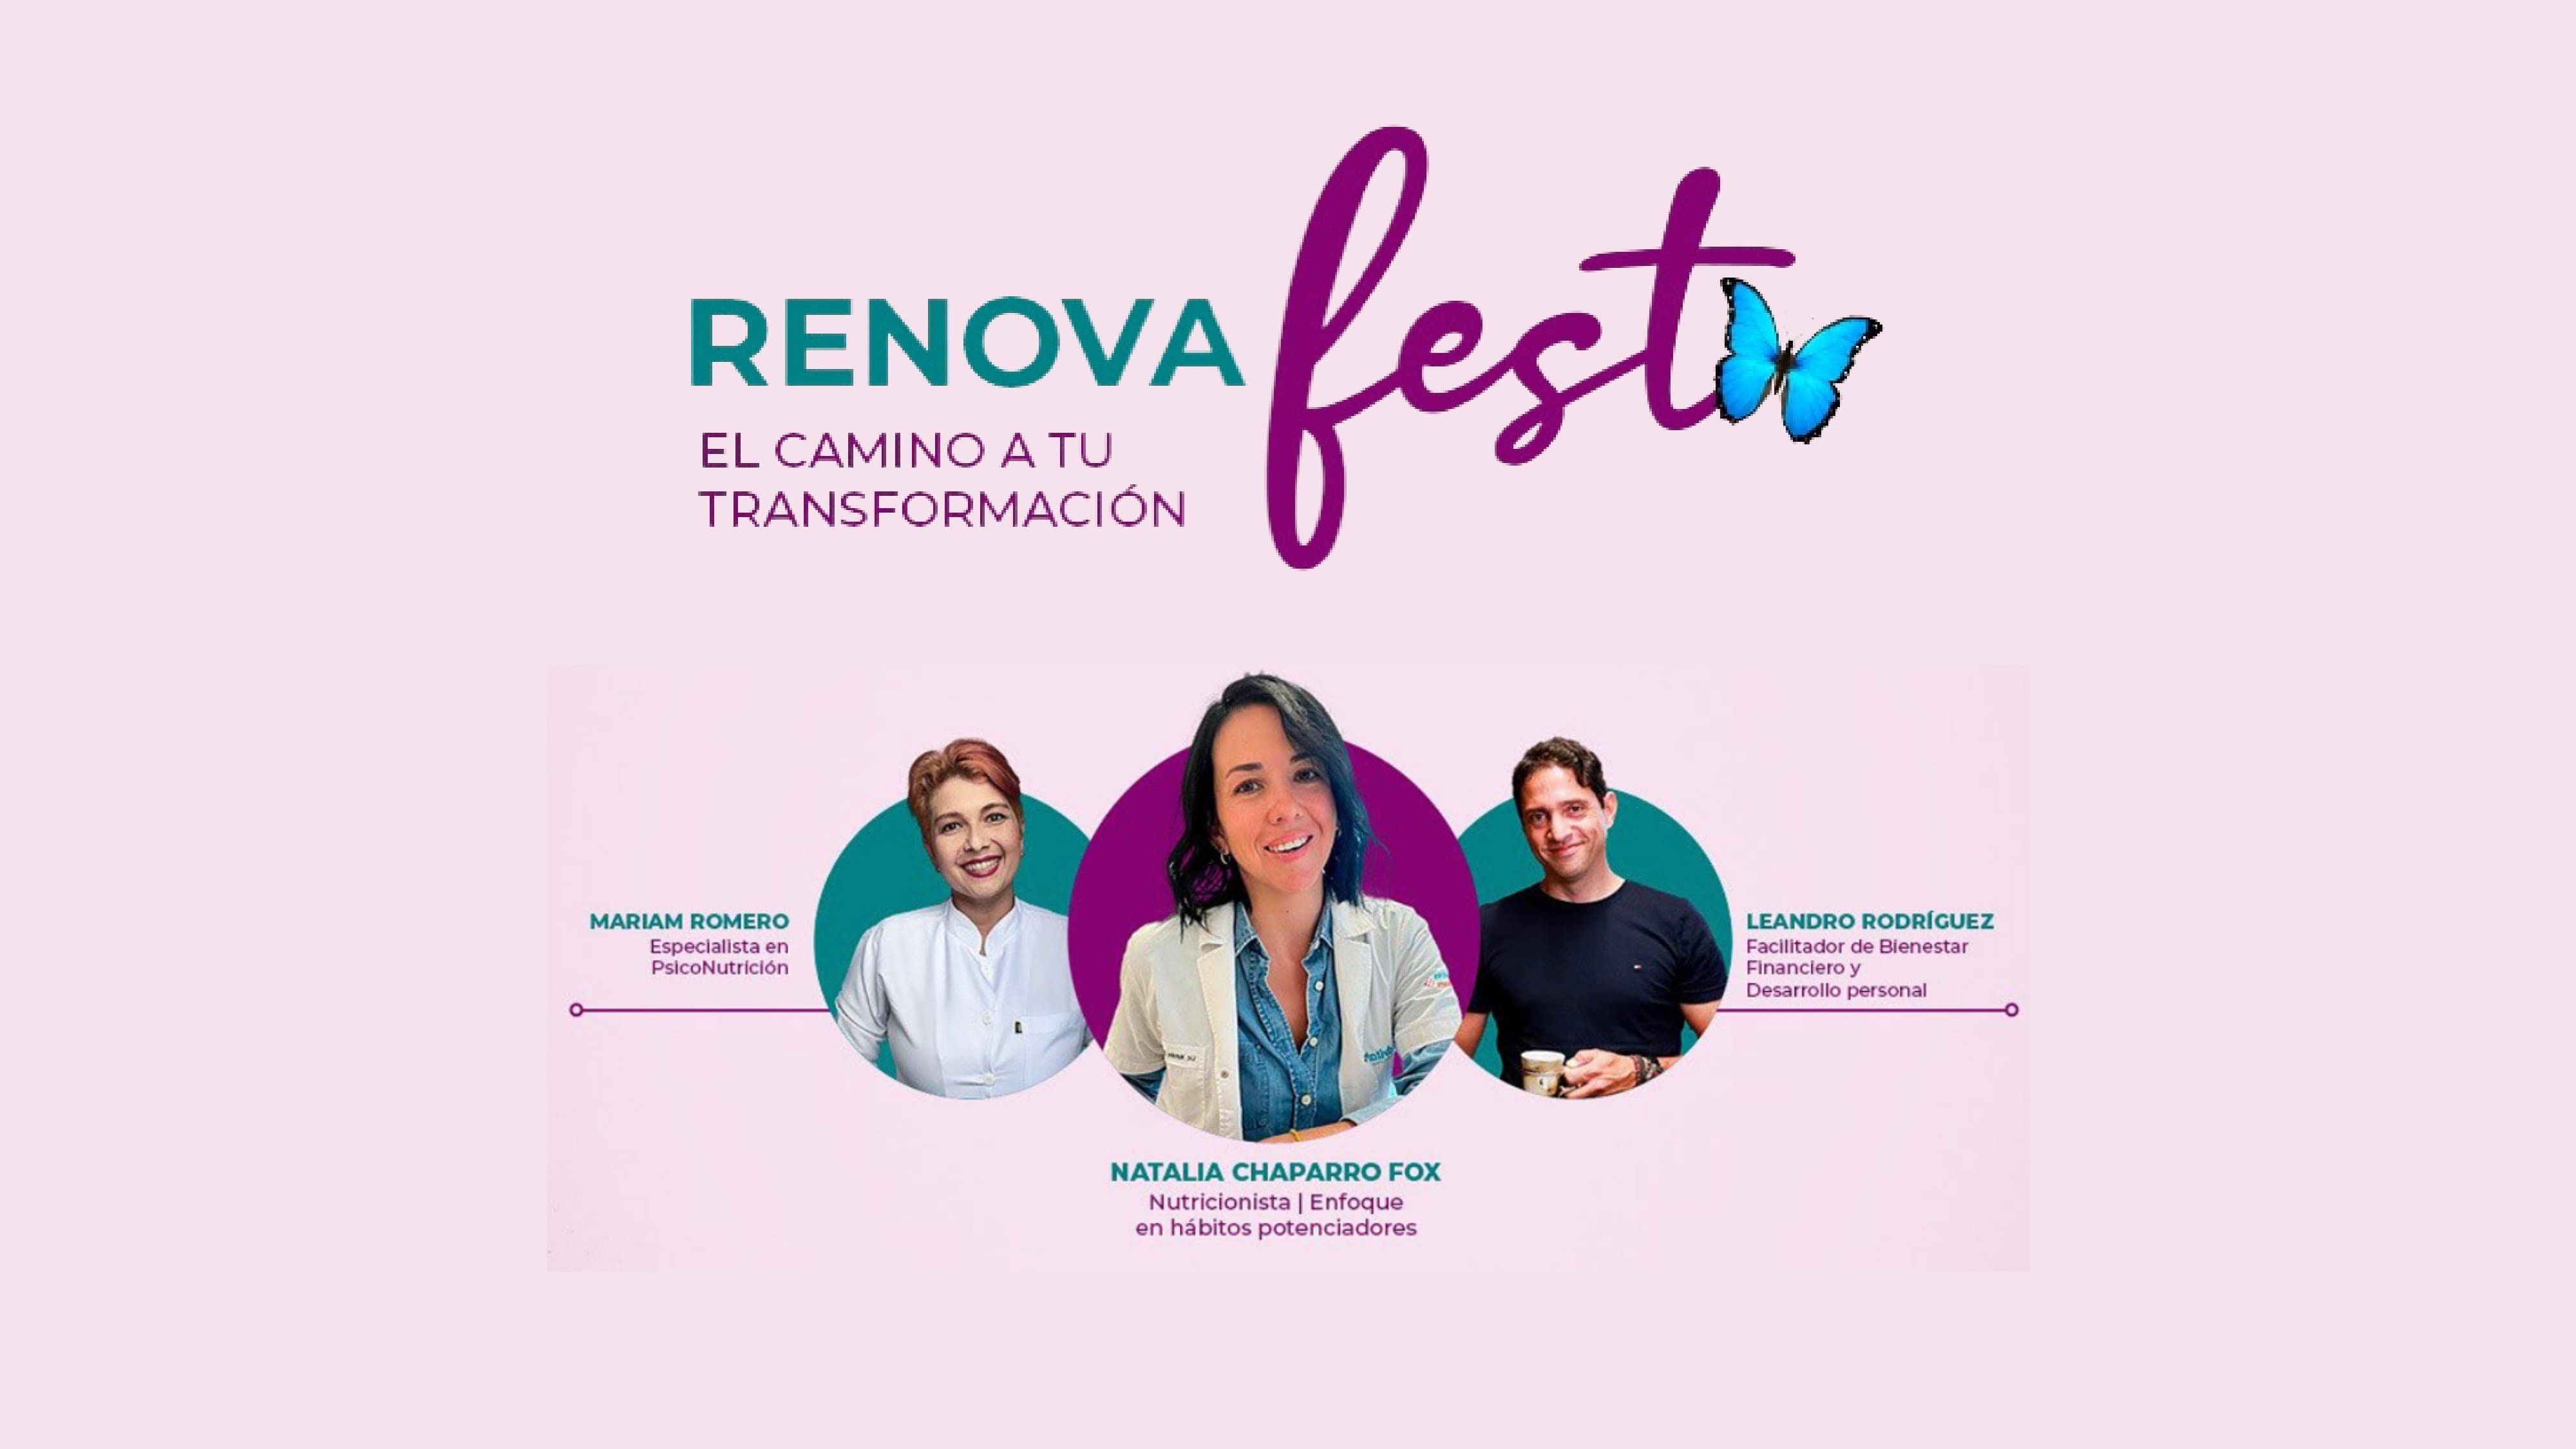 RENOVA fest
EL CAMINO A TU
TRANSFORMACIÓN
MARIAM ROMERO
Especialista en
PsicoNutrición
LEANDRO RODRÍGUEZ
Facilitador de Bienestar
Financiero y
Desarrollo personal
NATALIA CHAPARRO FOX
Nutricionista | Enfoque
en hábitos potenciadores